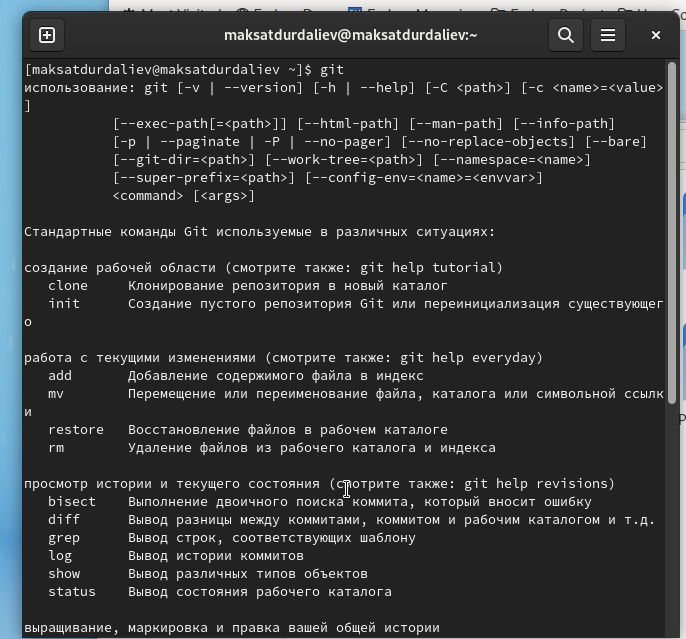 maksatdurdaliev@maksatdurdaliev:~
[maksatdurdaliev@maksatdurdaliev ~]$ git
использование: git [-v | --version] [-h | --help] [-C <path>] [-c <name>=<value>
]
           [--exec-path[=<path>]] [--html-path] [--man-path] [--info-path]
           [-p | --paginate | -P | --no-pager] [--no-replace-objects] [--bare]
           [--git-dir=<path>] [--work-tree=<path>] [--namespace=<name>]
           [--super-prefix=<path>] [--config-env=<name>=<envvar>]
           <command> [<args>]
Стандартные команды Git используемые в различных ситуациях:
создание рабочей области (смотрите также: git help tutorial)
   clone     Клонирование репозитория в новый каталог
   init      Создание пустого репозитория Git или переинициализация существующег
о
работа с текущими изменениями (смотрите также: git help everyday)
   add       Добавление содержимого файла в индекс
   mv        Перемещение или переименование файла, каталога или символьной ссылк
и
   restore   Восстановление файлов в рабочем каталоге
   rm        Удаление файлов из рабочего каталога и индекса
просмотр истории и текущего состояния (смотрите также: git help revisions)
   bisect    Выполнение двоичного поиска коммита, который вносит ошибку
   diff      Вывод разницы между коммитами, коммитом и рабочим каталогом и т.д.
   grep      Вывод строк, соответствующих шаблону
   log       Вывод истории коммитов
   show      Вывод различных типов объектов
   status    Вывод состояния рабочего каталога
выращивание, маркировка и правка вашей общей истории